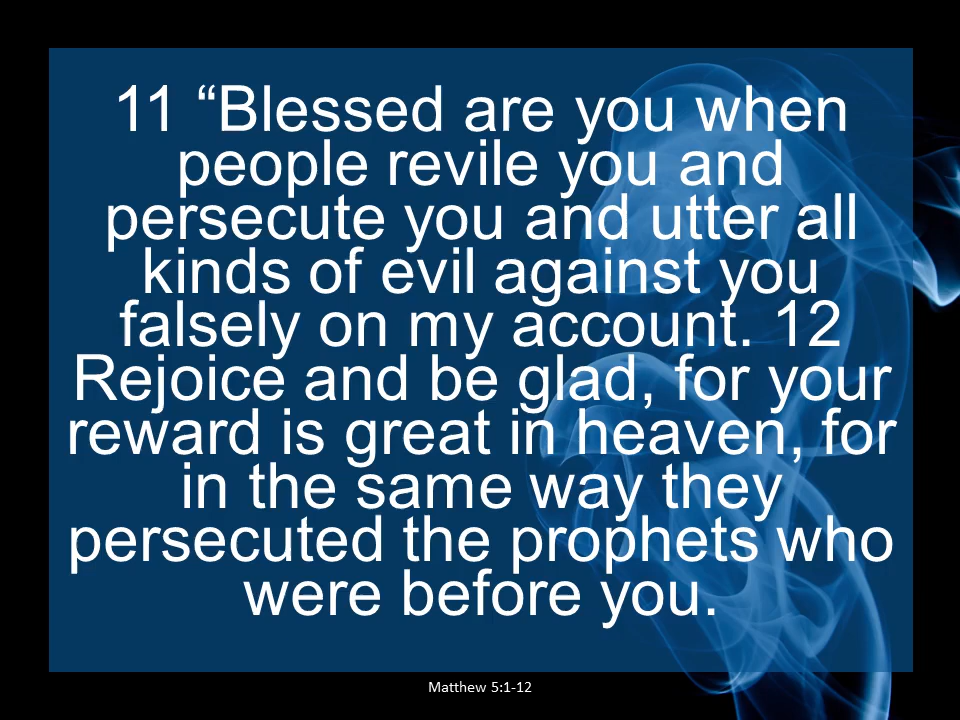 11 “Blessed are you when
people revile you and
persecute you and utter all
kinds of evil against you
falsely on my account. 12
Rejoice and be glad, for your
reward is great in heaven, for
in the same way they
persecuted the prophets who
were before you.
Matthew 5:1-12